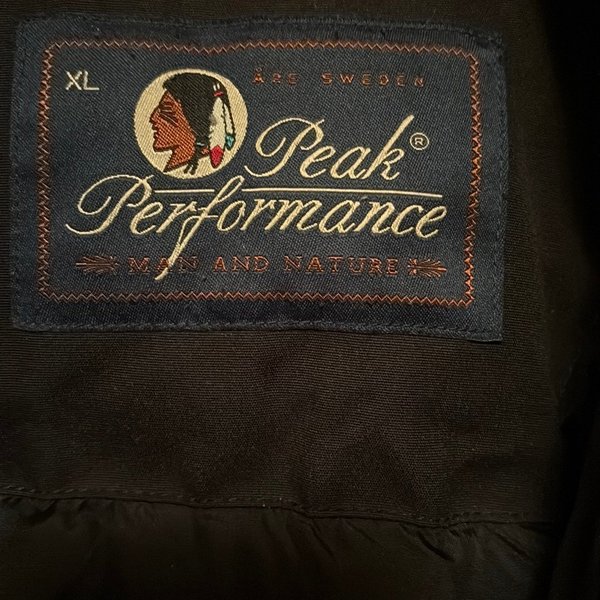 XL
ÅRE SWEDEN
Peak®
Performance
MAN AND NATURE